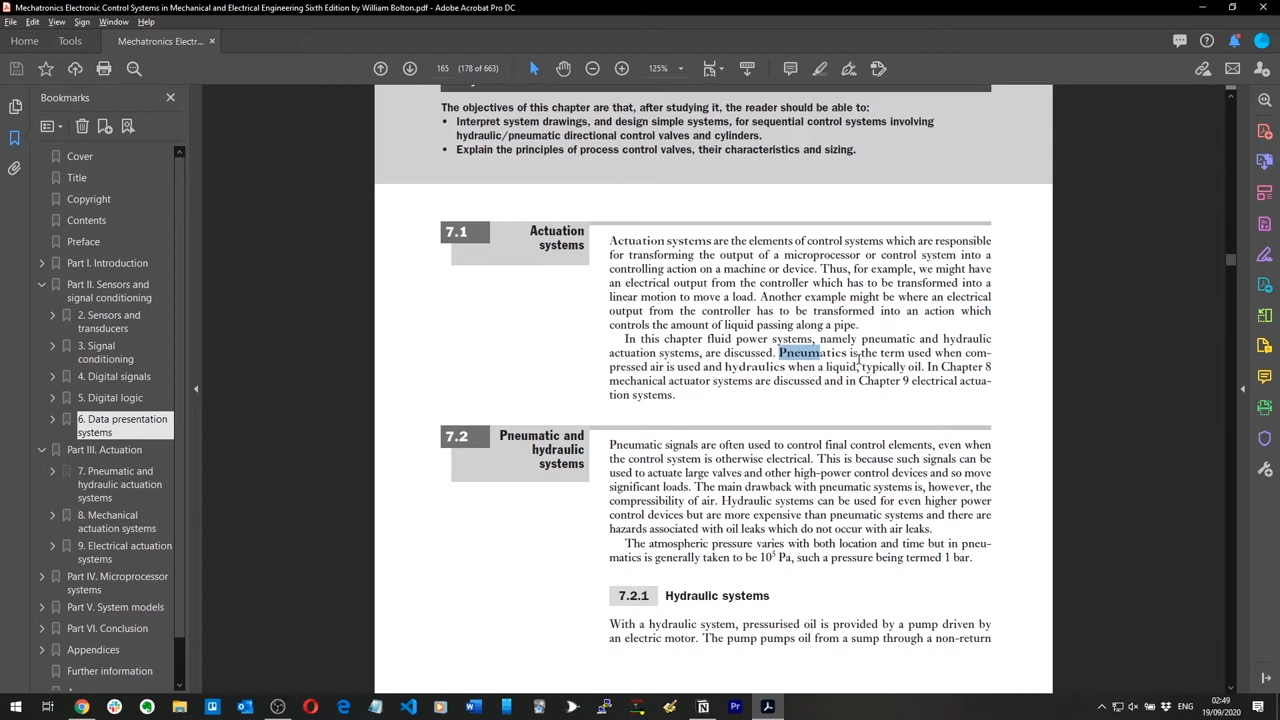 Mechatronics Electronic Control Systems in Mechanical and Electrical Engineering Sixth Edition by William Bolton.pdf - Adobe Acrobat Pro DC
File Edit View Sign Window Help
Home Tools Mechatronics Electr... ×
165 (178 of 663) 125%
Bookmarks
Cover
Title
Copyright
Contents
Preface
Part I. Introduction
Part II. Sensors and
signal conditioning
2. Sensors and
transducers
3. Signal
conditioning
4. Digital signals
5. Digital logic
6. Data presentation
systems
Part III. Actuation
7. Pneumatic and
hydraulic actuation
systems
8. Mechanical
actuation systems
9. Electrical actuation
systems
Part IV. Microprocessor
systems
Part V. System models
Part VI. Conclusion
Appendices
Further information
The objectives of this chapter are that, after studying it, the reader should be able to:
• Interpret system drawings, and design simple systems, for sequential control systems involving
hydraulic/pneumatic directional control valves and cylinders.
• Explain the principles of process control valves, their characteristics and sizing.
7.1 Actuation
systems
Actuation systems are the elements of control systems which are responsible
for transforming the output of a microprocessor or control system into a
controlling action on a machine or device. Thus, for example, we might have
an electrical output from the controller which has to be transformed into a
linear motion to move a load. Another example might be where an electrical
output from the controller has to be transformed into an action which
controls the amount of liquid passing along a pipe.
In this chapter fluid power systems, namely pneumatic and hydraulic
actuation systems, are discussed. Pneumatics is the term used when com-
pressed air is used and hydraulics when a liquid, typically oil. In Chapter 8
mechanical actuator systems are discussed and in Chapter 9 electrical actua-
tion systems.
7.2 Pneumatic and
hydraulic
systems
Pneumatic signals are often used to control final control elements, even when
the control system is otherwise electrical. This is because such signals can be
used to actuate large valves and other high-power control devices and so move
significant loads. The main drawback with pneumatic systems is, however, the
compressibility of air. Hydraulic systems can be used for even higher power
control devices but are more expensive than pneumatic systems and there are
hazards associated with oil leaks which do not occur with air leaks.
The atmospheric pressure varies with both location and time but in pneu-
matics is generally taken to be 10⁵ Pa, such a pressure being termed 1 bar.
7.2.1 Hydraulic systems
With a hydraulic system, pressurised oil is provided by a pump driven by
an electric motor. The pump pumps oil from a sump through a non-return
02:49
19/09/2020